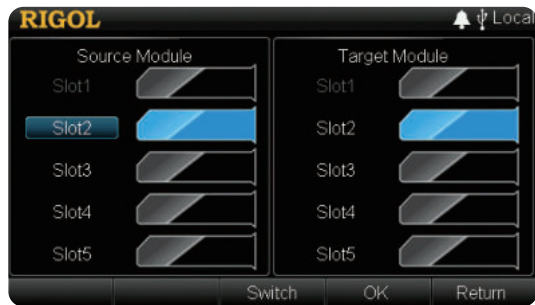 RIGOL Local
Source Module Target Module
Slot1 Slot1
Slot2 Slot2
Slot3 Slot3
Slot4 Slot4
Slot5 Slot5
Switch OK Return